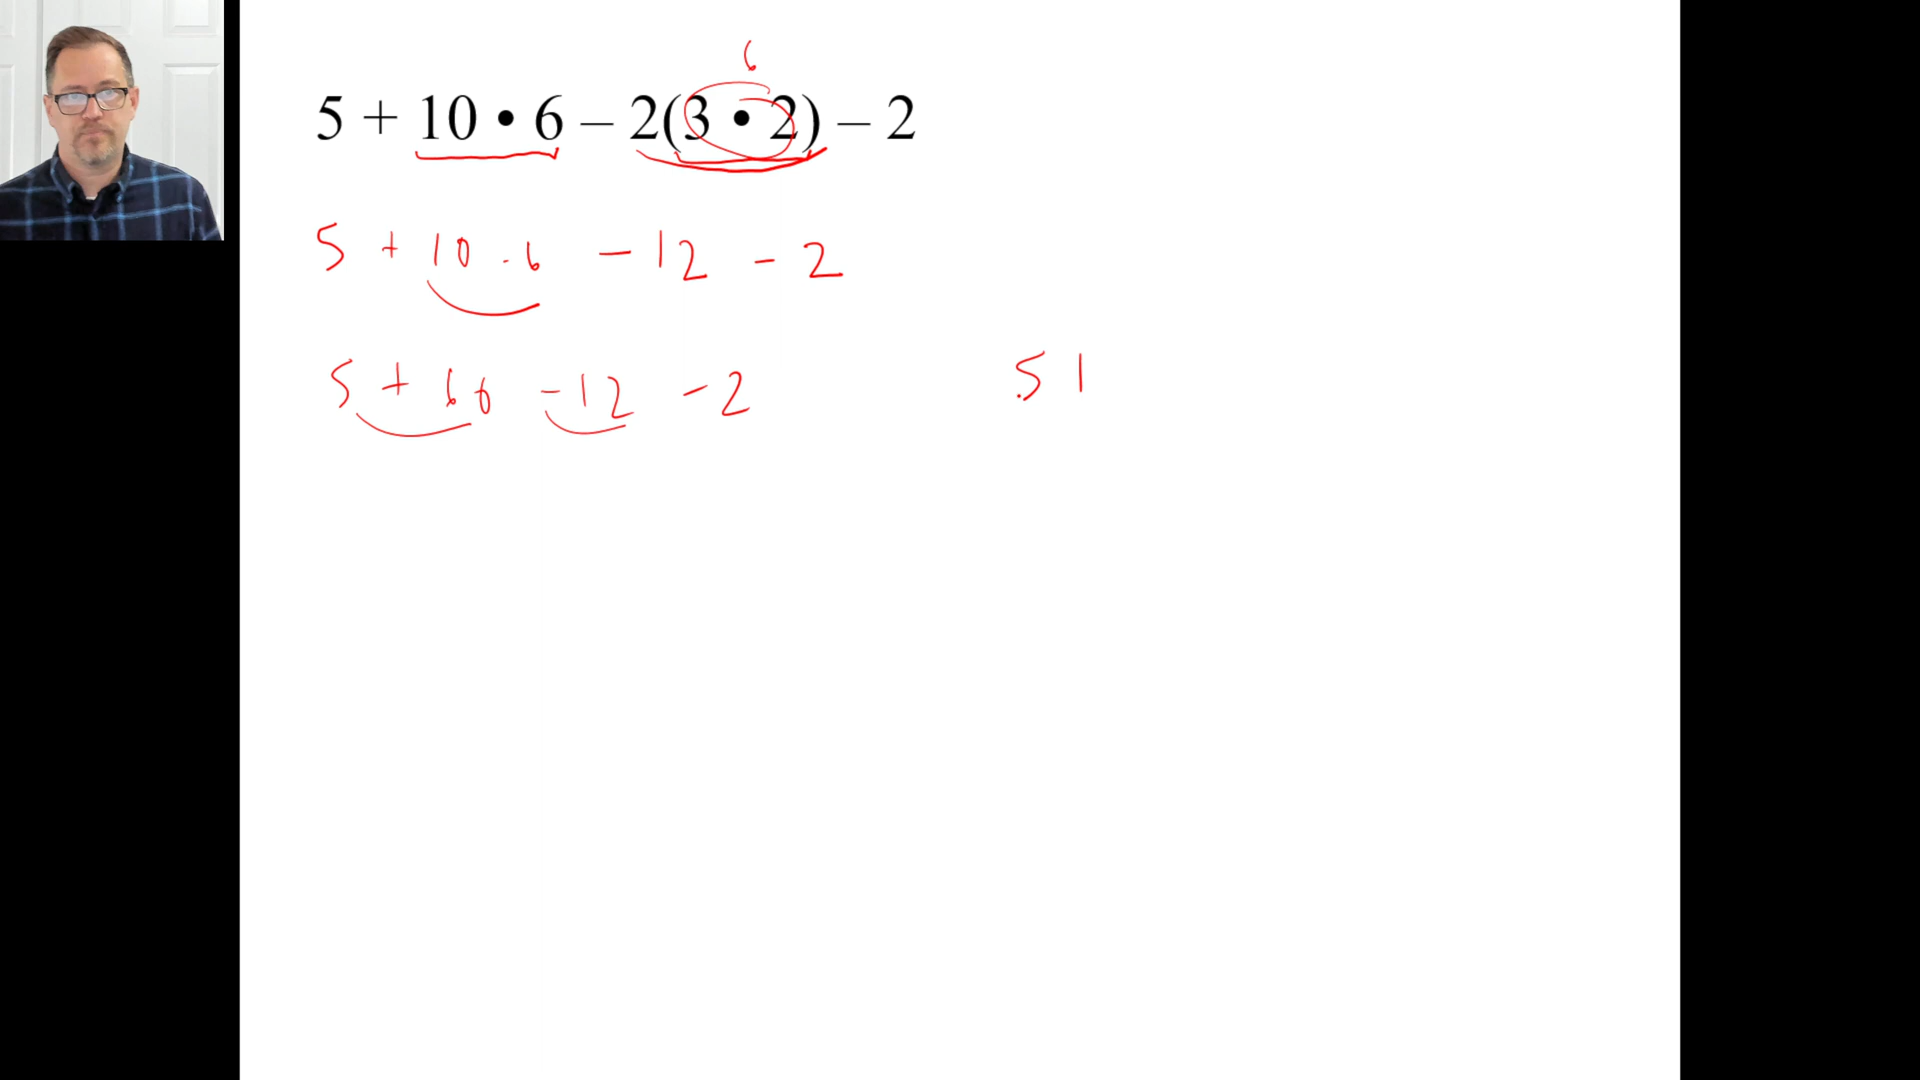 6
5 + 10 • 6 – 2(3 • 2) – 2
5 + 10 · 6 – 12 – 2
5 + 60 – 12 – 2 51